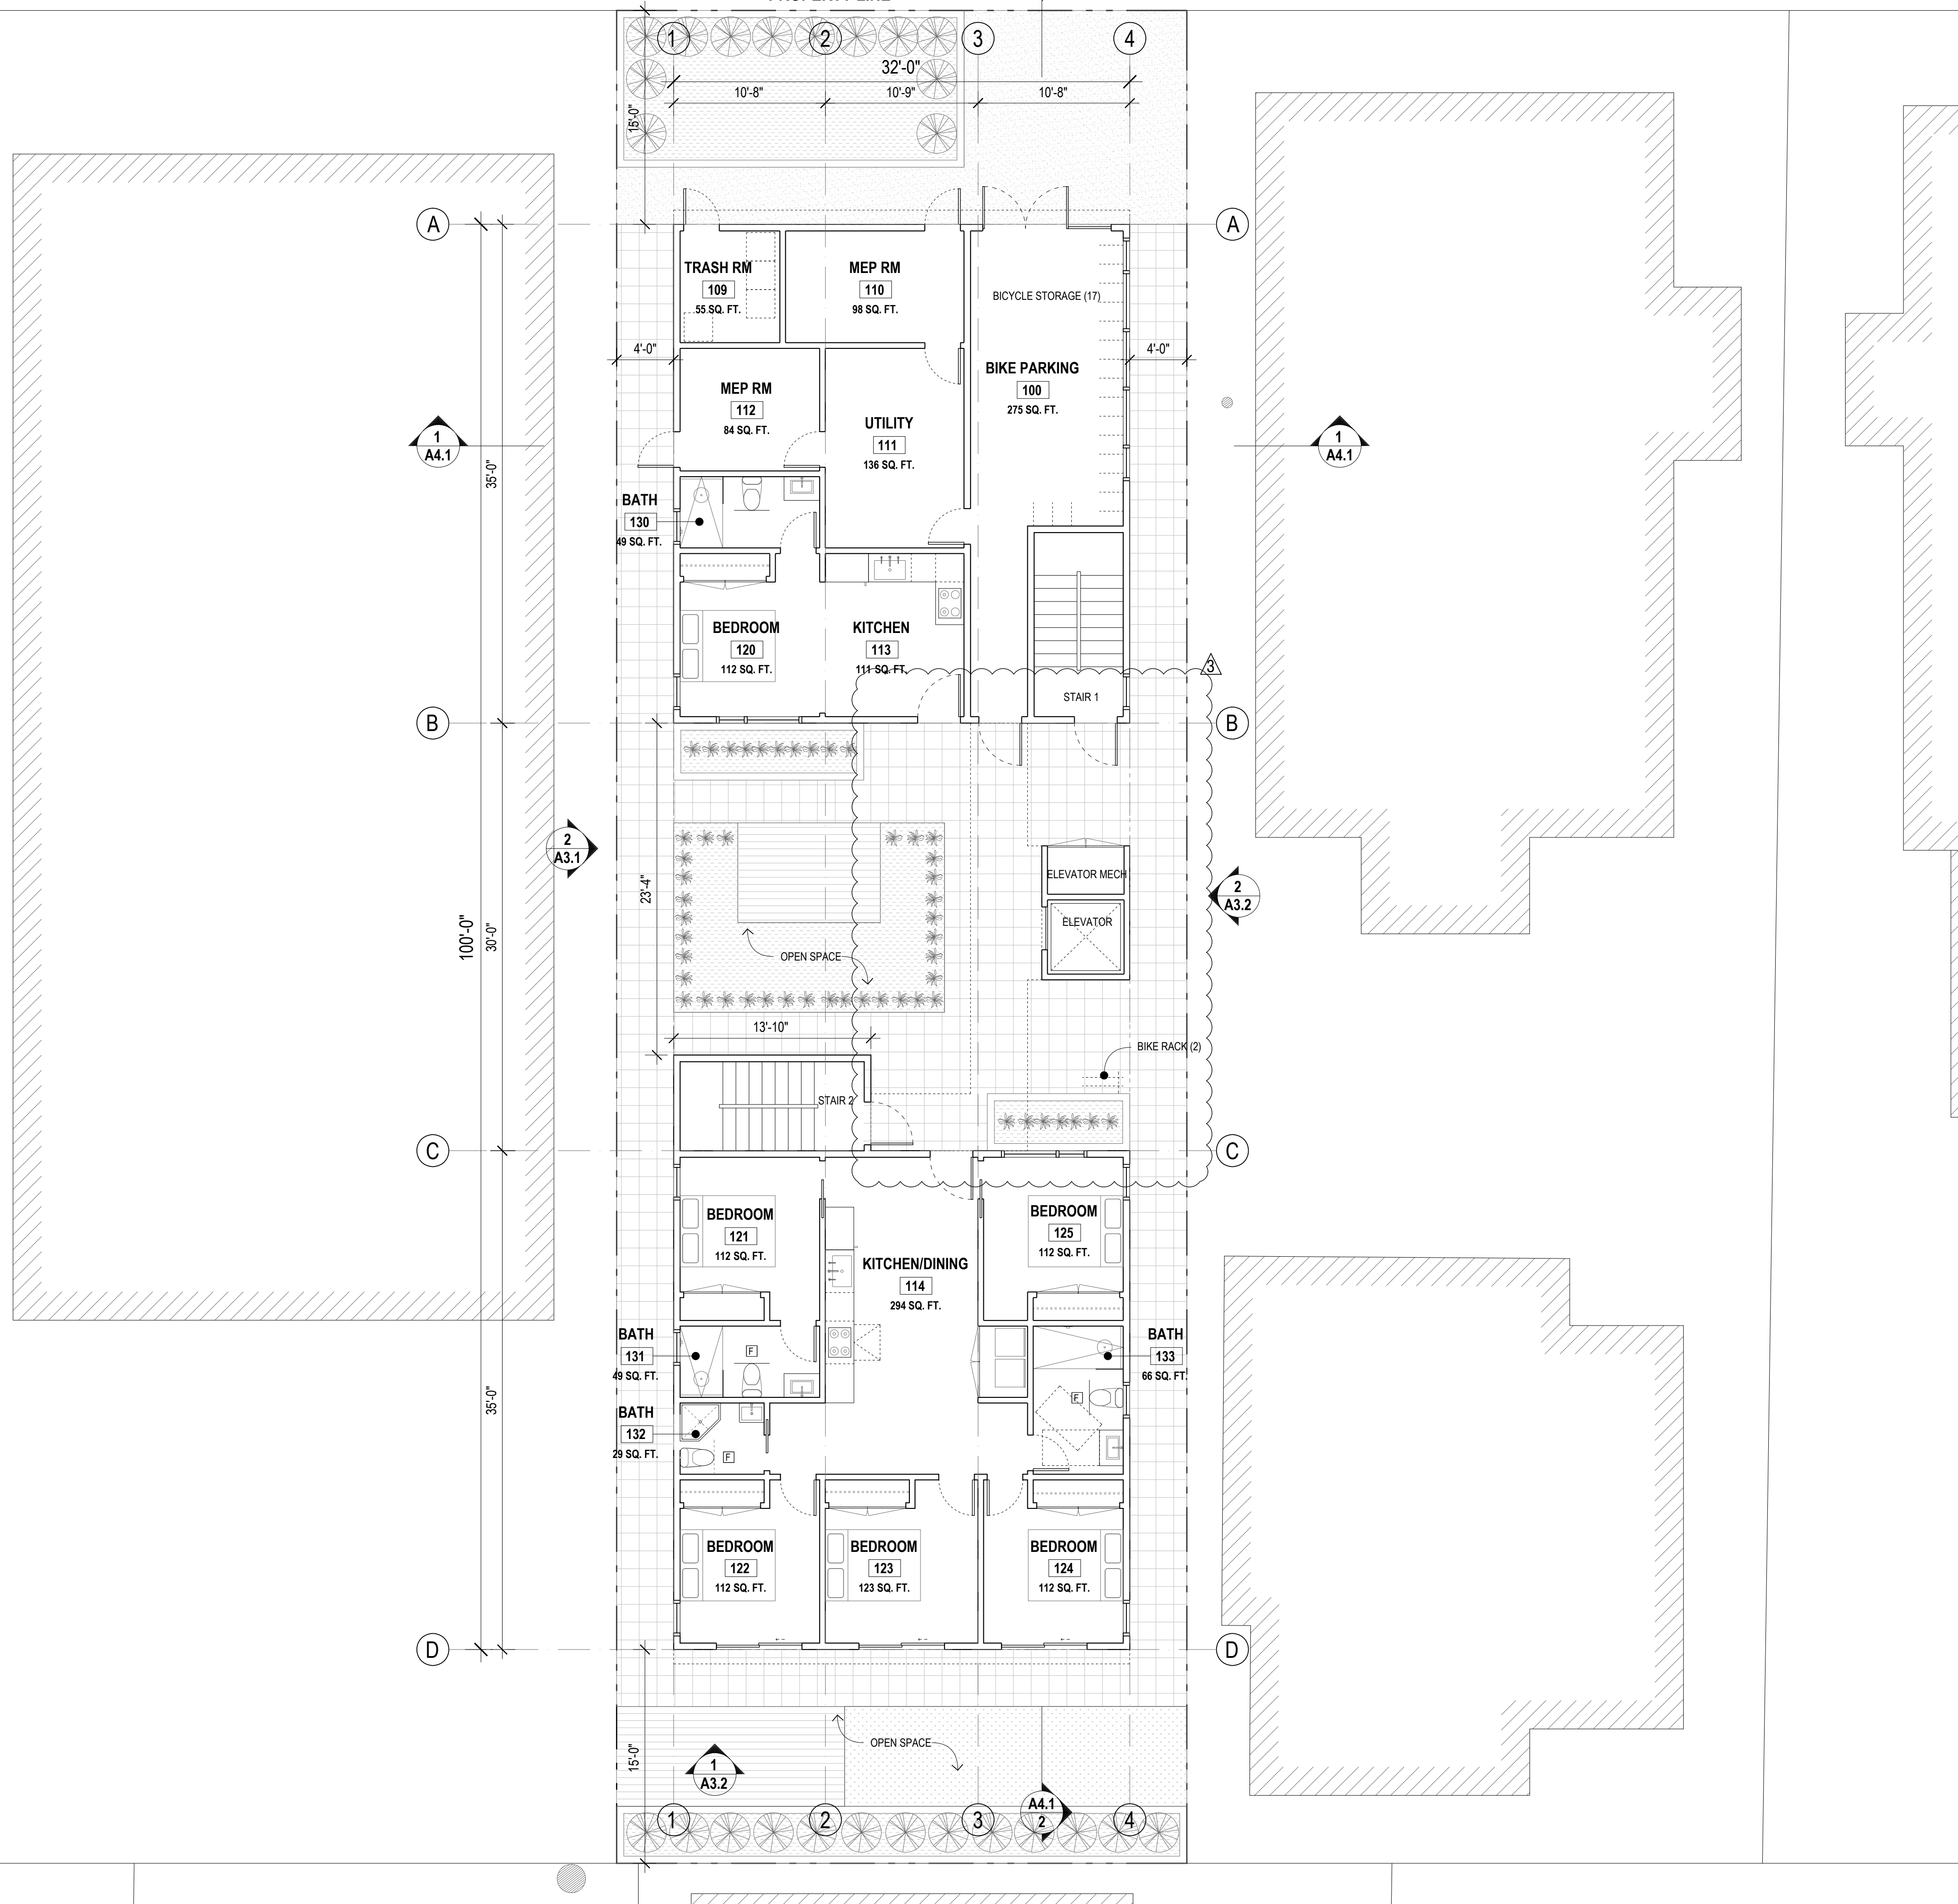 1
2
3
4
32'-0"
10'-8"
10'-9"
10'-8"
15'-0"
A
A
TRASH RM
109
55 SQ. FT.
MEP RM
110
98 SQ. FT.
BICYCLE STORAGE (17)
4'-0"
4'-0"
BIKE PARKING
100
275 SQ. FT.
MEP RM
112
84 SQ. FT.
UTILITY
111
136 SQ. FT.
1
A4.1
1
A4.1
35'-0"
BATH
130
49 SQ. FT.
BEDROOM
120
112 SQ. FT.
KITCHEN
113
111 SQ. FT.
3
STAIR 1
B
B
2
A3.1
ELEVATOR MECH
2
A3.2
ELEVATOR
23'-4"
100'-0"
30'-0"
OPEN SPACE
13'-10"
BIKE RACK (2)
STAIR 2
C
C
BEDROOM
121
112 SQ. FT.
BEDROOM
125
112 SQ. FT.
KITCHEN/DINING
114
294 SQ. FT.
BATH
131
49 SQ. FT.
F
BATH
133
66 SQ. FT.
F
35'-0"
BATH
132
29 SQ. FT.
F
BEDROOM
122
112 SQ. FT.
BEDROOM
123
123 SQ. FT.
BEDROOM
124
112 SQ. FT.
D
D
15'-0"
OPEN SPACE
1
A3.2
A4.1
2
1
2
3
4